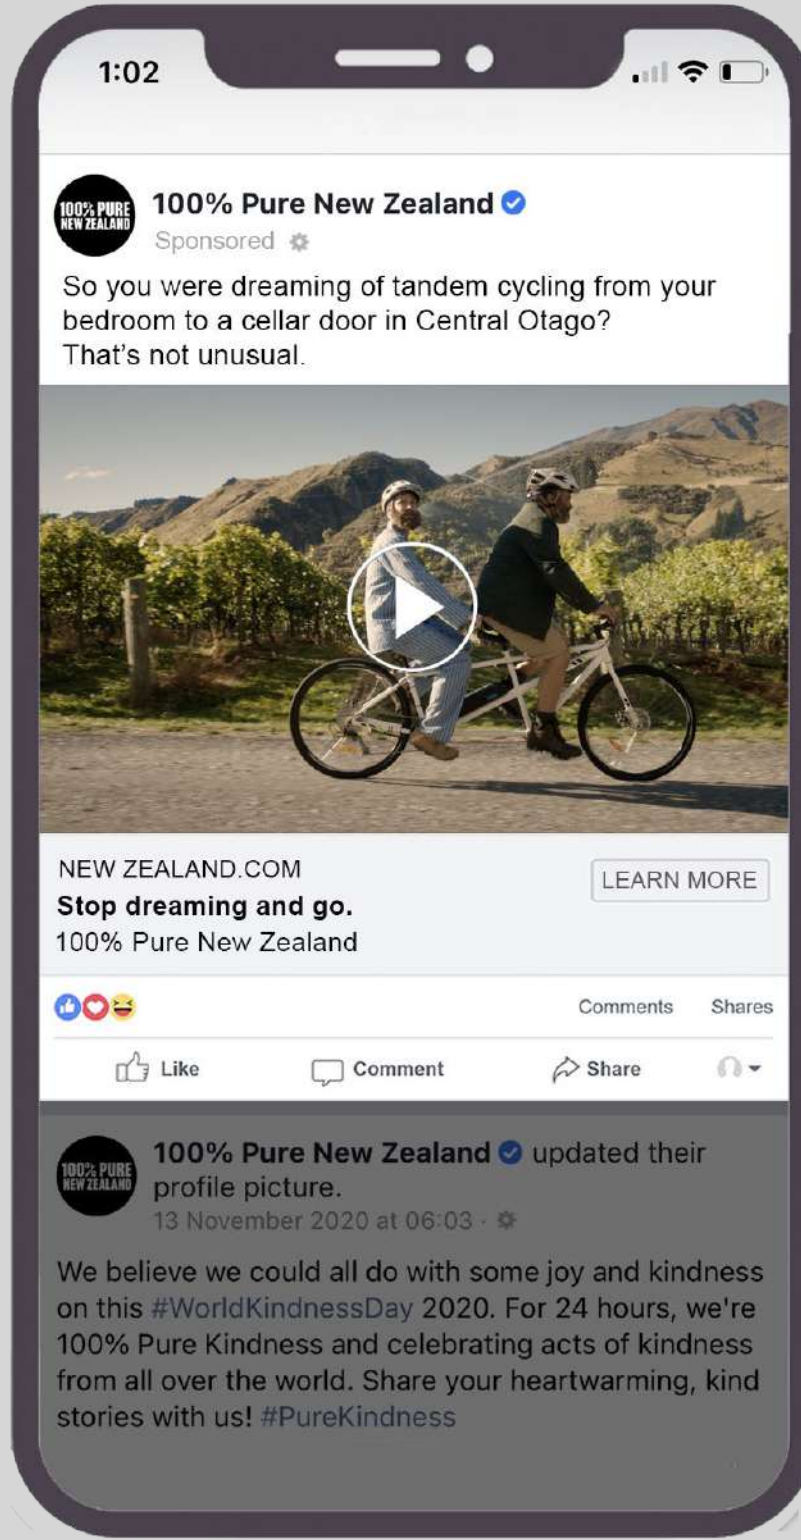 1:02
100% PURE
NEW ZEALAND
100% Pure New Zealand
Sponsored
So you were dreaming of tandem cycling from your
bedroom to a cellar door in Central Otago?
That's not unusual.
NEW ZEALAND.COM
Stop dreaming and go.
100% Pure New Zealand
LEARN MORE
Comments Shares
Like Comment Share
100% PURE
NEW ZEALAND
100% Pure New Zealand updated their
profile picture.
13 November 2020 at 06:03 ·
We believe we could all do with some joy and kindness
on this #WorldKindnessDay 2020. For 24 hours, we're
100% Pure Kindness and celebrating acts of kindness
from all over the world. Share your heartwarming, kind
stories with us! #PureKindness